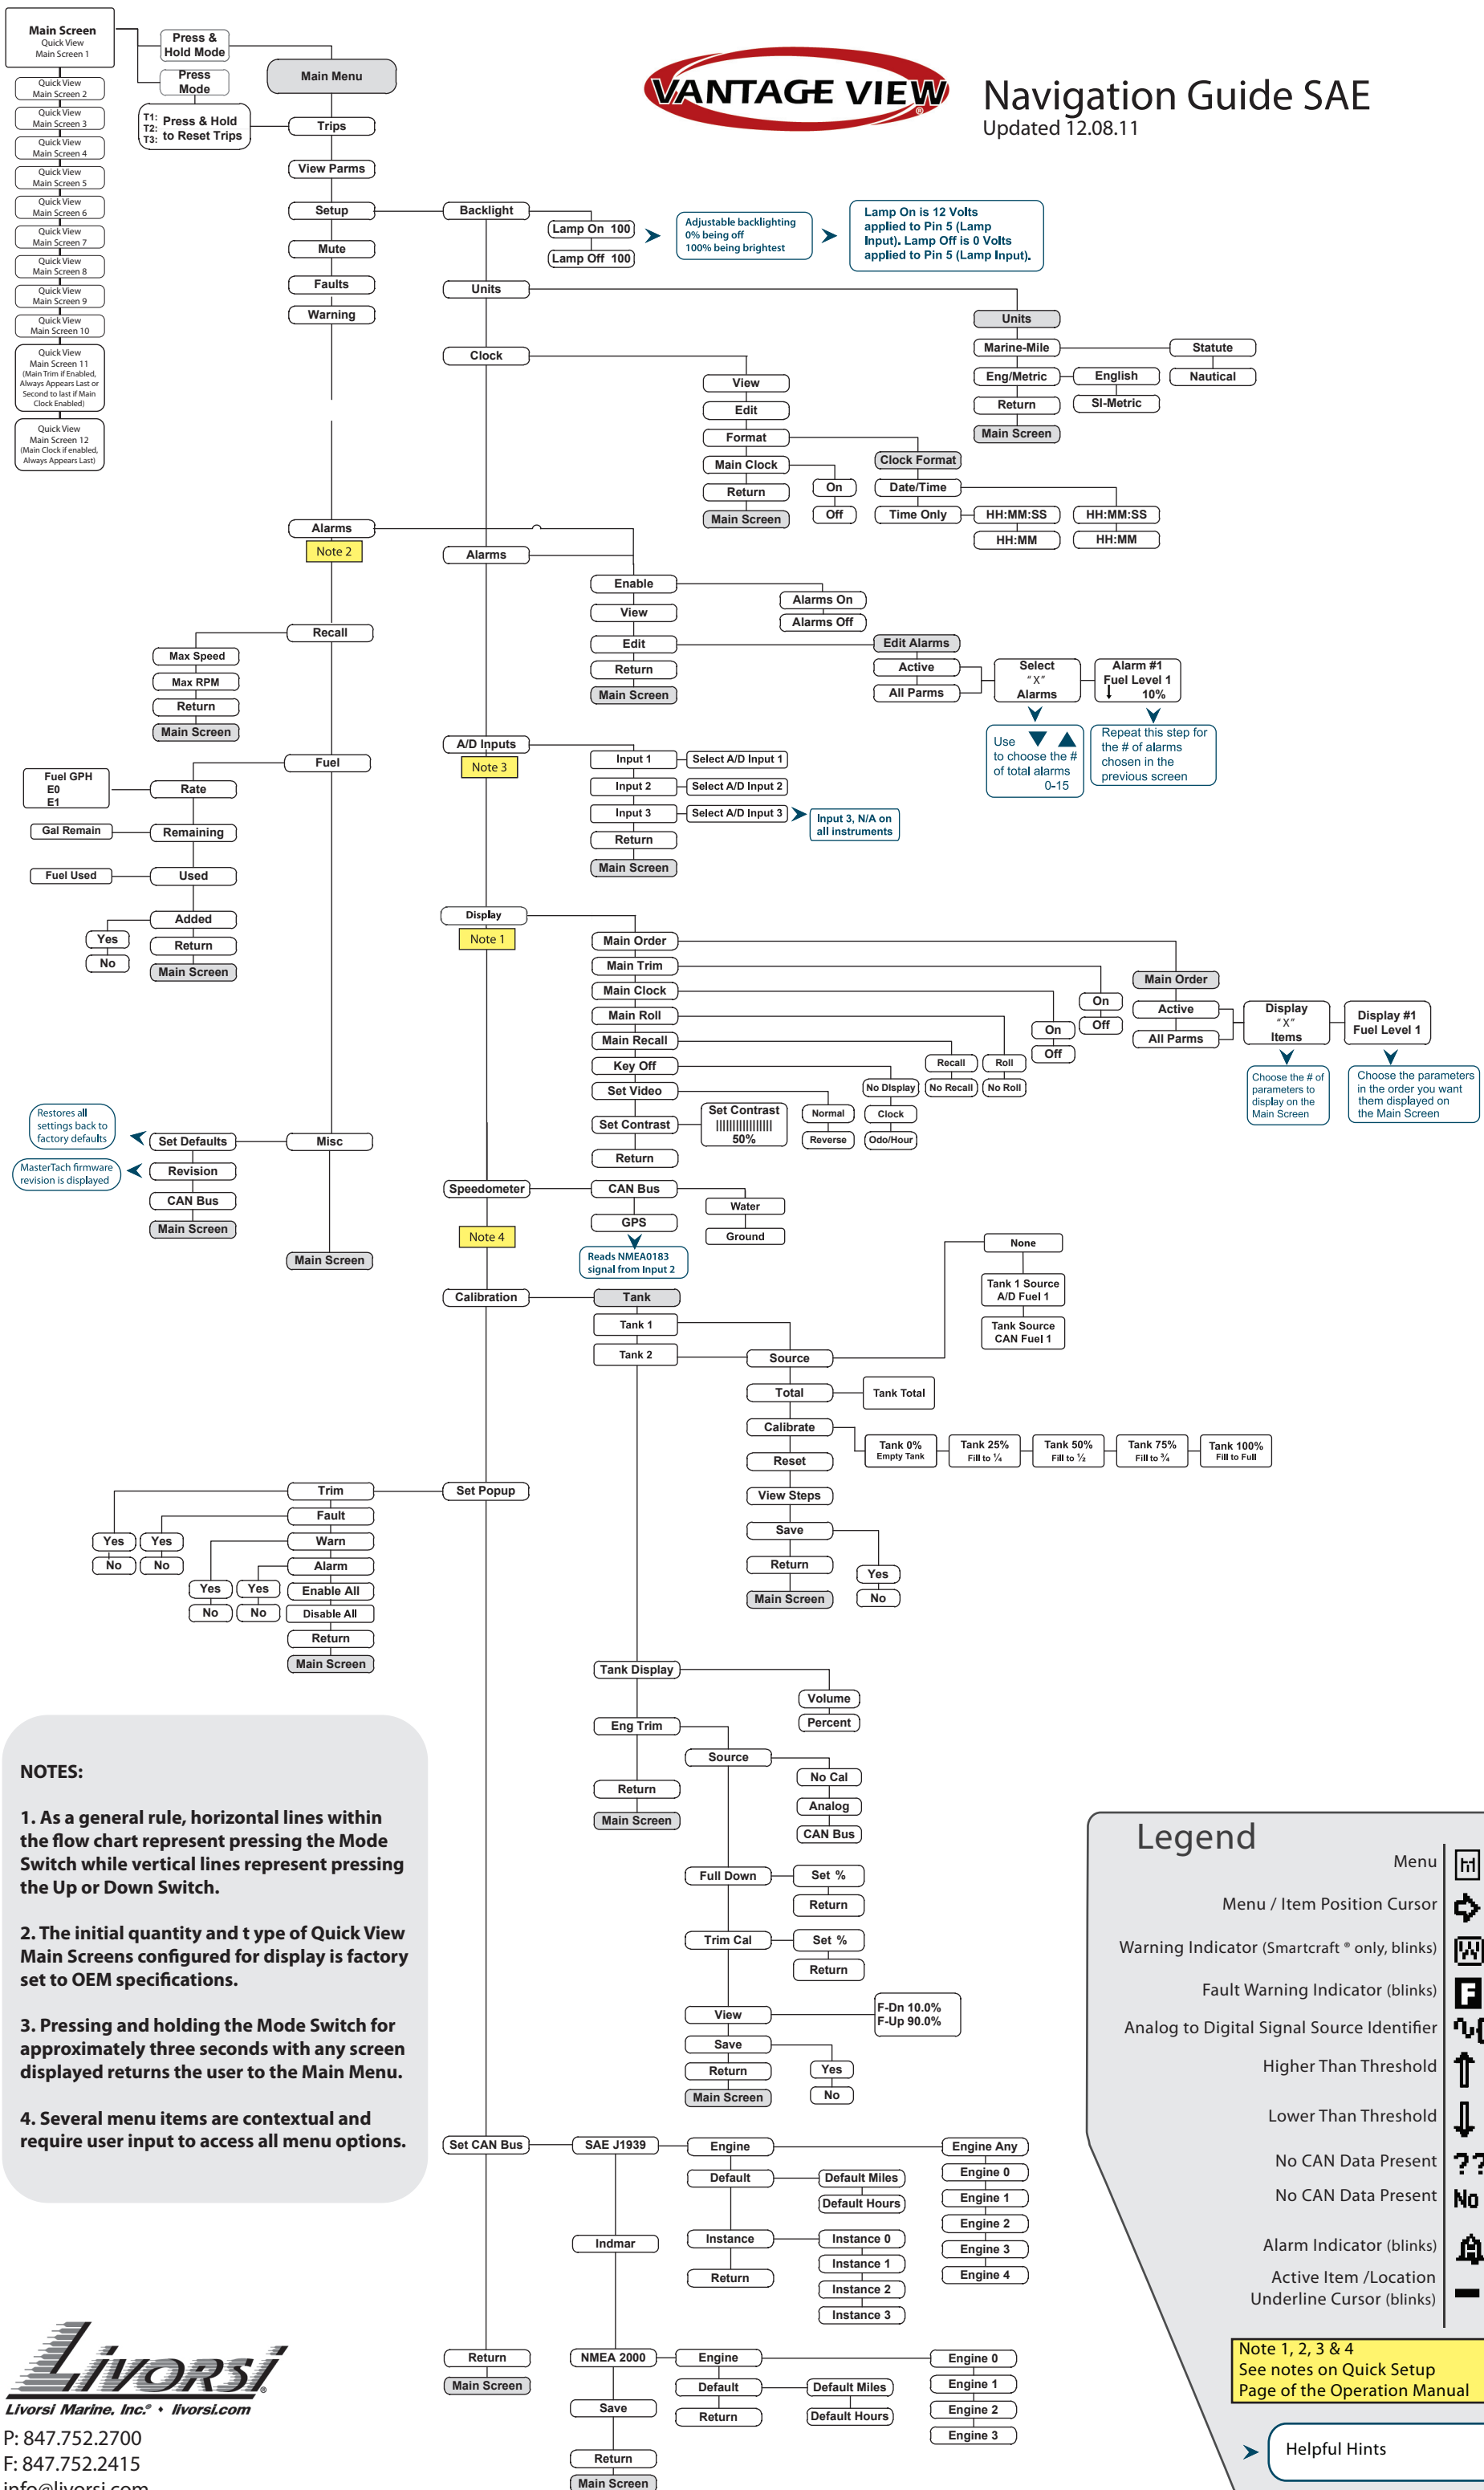 Main Screen
Quick View
Main Screen 1
Quick View
Main Screen 2
Quick View
Main Screen 3
Quick View
Main Screen 4
Quick View
Main Screen 5
Quick View
Main Screen 6
Quick View
Main Screen 7
Quick View
Main Screen 8
Quick View
Main Screen 9
Quick View
Main Screen 10
Quick View
Main Screen 11
(Main Trim if Enabled,
Always Appears Last or
Second to last if Main
Clock Enabled)
Quick View
Main Screen 12
(Main Clock if enabled,
Always Appears Last)
Press &
Hold Mode
Press
Mode
T1:
T2:
T3:
Press & Hold
to Reset Trips
Main Menu
Trips
View Parms
Setup
Mute
Faults
Warning
VANTAGE VIEW®
Navigation Guide SAE
Updated 12.08.11
Backlight
Lamp On 100
Lamp Off 100
Adjustable backlighting
0% being off
100% being brightest
Lamp On is 12 Volts
applied to Pin 5 (Lamp
Input). Lamp Off is 0 Volts
applied to Pin 5 (Lamp Input).
Units
Units
Marine-Mile
Statute
Eng/Metric
English
Nautical
Return
SI-Metric
Main Screen
Clock
View
Edit
Format
Main Clock
Return
Main Screen
On
Off
Clock Format
Date/Time
Time Only
HH:MM:SS
HH:MM
HH:MM:SS
HH:MM
Alarms
Note 2
Alarms
Enable
Alarms On
Alarms Off
View
Edit
Return
Main Screen
Edit Alarms
Active
All Parms
Select
"X"
Alarms
Alarm #1
Fuel Level 1
10%
Use
to choose the #
of total alarms
0-15
Repeat this step for
the # of alarms
chosen in the
previous screen
Recall
Max Speed
Max RPM
Return
Main Screen
A/D Inputs
Note 3
Input 1
Select A/D Input 1
Input 2
Select A/D Input 2
Input 3
Select A/D Input 3
Input 3, N/A on
all instruments
Return
Main Screen
Fuel
Fuel GPH
E0
E1
Rate
Gal Remain
Remaining
Fuel Used
Used
Added
Yes
No
Return
Main Screen
Display
Note 1
Main Order
Main Trim
Main Clock
Main Roll
Main Recall
Key Off
Set Video
Set Contrast
Return
Set Contrast
||||||||||||||||
50%
Normal
Reverse
No DIsplay
Clock
Odo/Hour
Recall
No Recall
Roll
No Roll
On
Off
On
Off
Main Order
Active
All Parms
Display
"X"
Items
Display #1
Fuel Level 1
Choose the # of
parameters to
display on the
Main Screen
Choose the parameters
in the order you want
them displayed on
the Main Screen
Restores all
settings back to
factory defaults
Set Defaults
Misc
MasterTach firmware
revision is displayed
Revision
CAN Bus
Main Screen
Main Screen
Speedometer
Note 4
CAN Bus
Water
Ground
GPS
Reads NMEA0183
signal from Input 2
Calibration
Tank
Tank 1
Tank 2
Source
None
Tank 1 Source
A/D Fuel 1
Tank Source
CAN Fuel 1
Total
Tank Total
Calibrate
Tank 0%
Empty Tank
Tank 25%
Fill to ¼
Tank 50%
Fill to ½
Tank 75%
Fill to ¾
Tank 100%
Fill to Full
Reset
View Steps
Save
Yes
No
Return
Main Screen
Set Popup
Trim
Fault
Warn
Alarm
Enable All
Disable All
Return
Main Screen
Yes
No
Yes
No
Yes
No
Yes
No
Tank Display
Volume
Percent
Eng Trim
Return
Main Screen
Source
No Cal
Analog
CAN Bus
Full Down
Set %
Return
Trim Cal
Set %
Return
View
F-Dn 10.0%
F-Up 90.0%
Save
Yes
No
Return
Main Screen
NOTES:
1. As a general rule, horizontal lines within
the flow chart represent pressing the Mode
Switch while vertical lines represent pressing
the Up or Down Switch.
2. The initial quantity and t ype of Quick View
Main Screens configured for display is factory
set to OEM specifications.
3. Pressing and holding the Mode Switch for
approximately three seconds with any screen
displayed returns the user to the Main Menu.
4. Several menu items are contextual and
require user input to access all menu options.
Set CAN Bus
SAE J1939
Engine
Engine Any
Engine 0
Engine 1
Engine 2
Engine 3
Engine 4
Default
Default Miles
Default Hours
Instance
Instance 0
Instance 1
Instance 2
Instance 3
Return
Indmar
NMEA 2000
Engine
Engine 0
Engine 1
Engine 2
Engine 3
Default
Default Miles
Default Hours
Return
Save
Return
Main Screen
Return
Main Screen
Legend
Menu
Menu / Item Position Cursor
Warning Indicator (Smartcraft ® only, blinks)
W
Fault Warning Indicator (blinks)
F
Analog to Digital Signal Source Identifier
Higher Than Threshold
Lower Than Threshold
No CAN Data Present
??
No CAN Data Present
No
Alarm Indicator (blinks)
Active Item /Location
Underline Cursor (blinks)
Note 1, 2, 3 & 4
See notes on Quick Setup
Page of the Operation Manual
Helpful Hints
LIVORSI®
Livorsi Marine, Inc.® • livorsi.com
P: 847.752.2700
F: 847.752.2415
info@livorsi.com